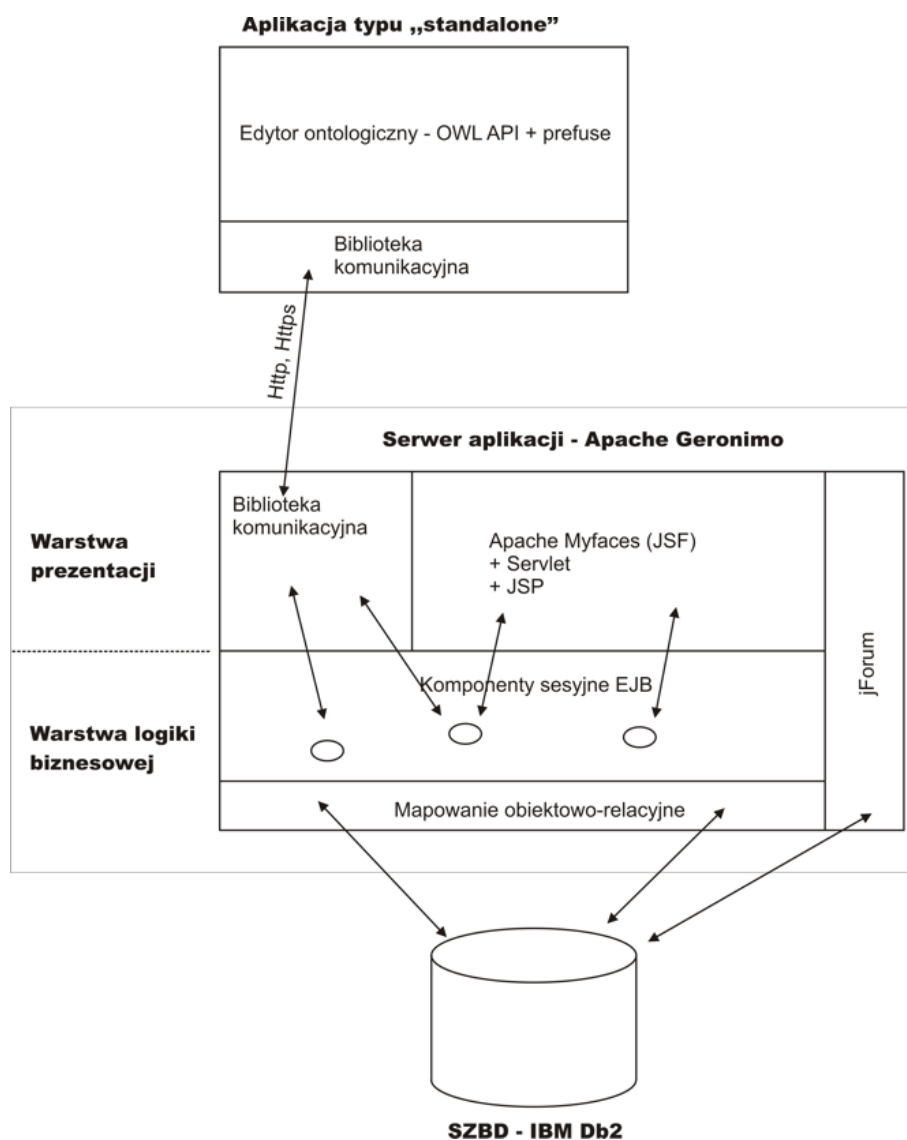 Aplikacja typu ,,standalone”
Edytor ontologiczny - OWL API + prefuse
Biblioteka
komunikacyjna
Http, Https
Serwer aplikacji - Apache Geronimo
Warstwa
prezentacji
Biblioteka
komunikacyjna
Apache Myfaces (JSF)
+ Servlet
+ JSP
jForum
Warstwa logiki
biznesowej
Komponenty sesyjne EJB
Mapowanie obiektowo-relacyjne
SZBD - IBM Db2